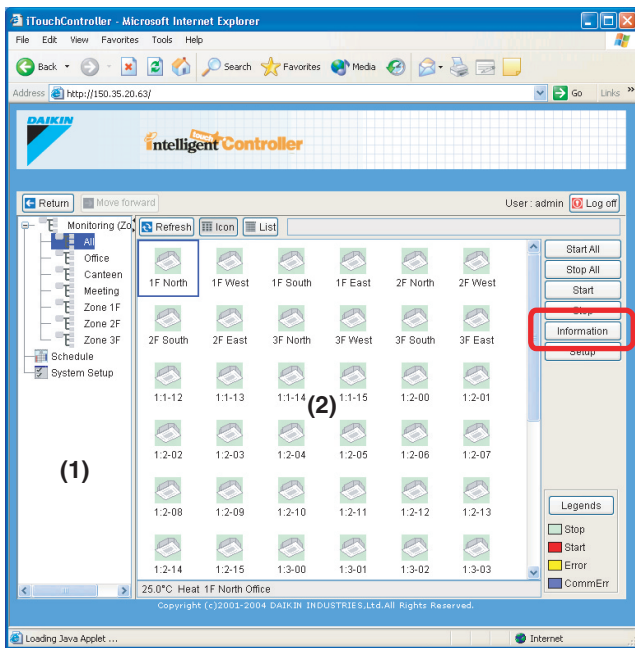 iTouchController - Microsoft Internet Explorer
File Edit View Favorites Tools Help
Back Search Favorites Media
Address http://150.35.20.63/ Go Links »
DAIKIN
intelligent touch Controller
Return Move forward User : admin Log off
Monitoring (Zo
All
Office
Canteen
Meeting
Zone 1F
Zone 2F
Zone 3F
Schedule
System Setup
(1)
Refresh Icon List
1F North 1F West 1F South 1F East 2F North 2F West
2F South 2F East 3F North 3F West 3F South 3F East
1:1-12 1:1-13 1:1-14 1:1-15 1:2-00 1:2-01
(2)
1:2-02 1:2-03 1:2-04 1:2-05 1:2-06 1:2-07
1:2-08 1:2-09 1:2-10 1:2-11 1:2-12 1:2-13
1:2-14 1:2-15 1:3-00 1:3-01 1:3-02 1:3-03
Start All
Stop All
Start
Stop
Information
Setup
Legends
Stop
Start
Error
CommErr
25.0°C Heat 1F North Office
Copyright (c)2001-2004 DAIKIN INDUSTRIES,Ltd.All Rights Reserved.
Loading Java Applet ... Internet